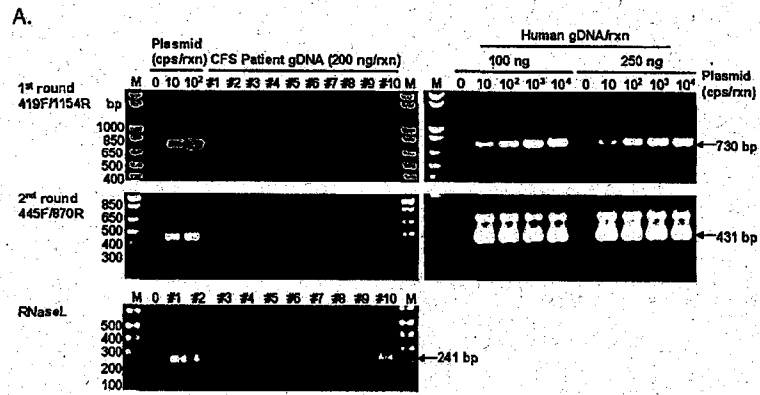 A.
Plasmid
(cps/rxn) CFS Patient gDNA (200 ng/rxn)
Human gDNA/rxn
100 ng 250 ng
1st round
419F/1154R
M 0 10 10² #1 #2 #3 #4 #5 #6 #7 #8 #9 #10 M
M 0 10 10² 10³ 10⁴ 0 10 10² 10³ 10⁴
Plasmid
(cps/rxn)
bp
1000
850
650
500
400
730 bp
2nd round
445F/870R
850
650
500
400
300
431 bp
RNaseL
M 0 #1 #2 #3 #4 #5 #6 #7 #8 #9 #10 M
500
400
300
200
100
241 bp